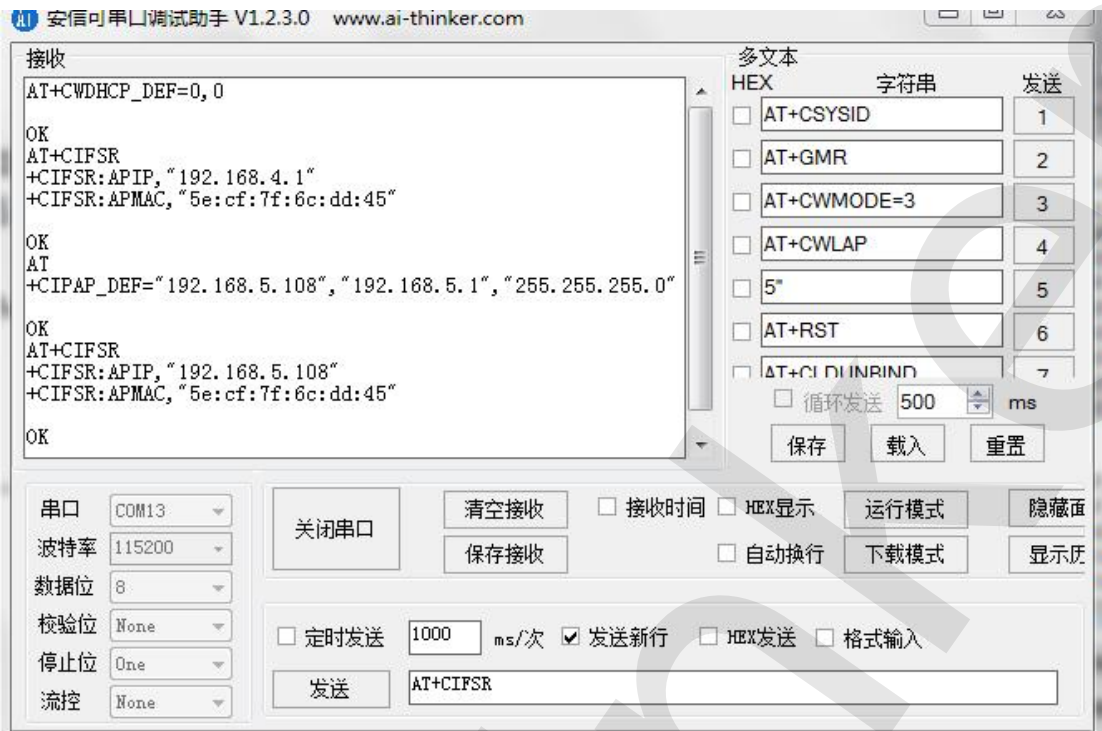 安信可串口调试助手 V1.2.3.0 www.ai-thinker.com
接收
AT+CWDHCP_DEF=0,0
OK
AT+CIFSR
+CIFSR:APIP,"192.168.4.1"
+CIFSR:APMAC,"5e:cf:7f:6c:dd:45"
OK
AT
+CIPAP_DEF="192.168.5.108","192.168.5.1","255.255.255.0"
OK
AT+CIFSR
+CIFSR:APIP,"192.168.5.108"
+CIFSR:APMAC,"5e:cf:7f:6c:dd:45"
OK
多文本
HEX 字符串 发送
AT+CSYSID 1
AT+GMR 2
AT+CWMODE=3 3
AT+CWLAP 4
5" 5
AT+RST 6
AT+CLDUNBIND 7
循环发送 500 ms
保存 载入 重置
串口 COM13
波特率 115200
数据位 8
校验位 None
停止位 One
流控 None
关闭串口
清空接收 接收时间 HEX显示 运行模式 隐藏面
保存接收 自动换行 下载模式 显示历
定时发送 1000 ms/次 发送新行 HEX发送 格式输入
发送 AT+CIFSR